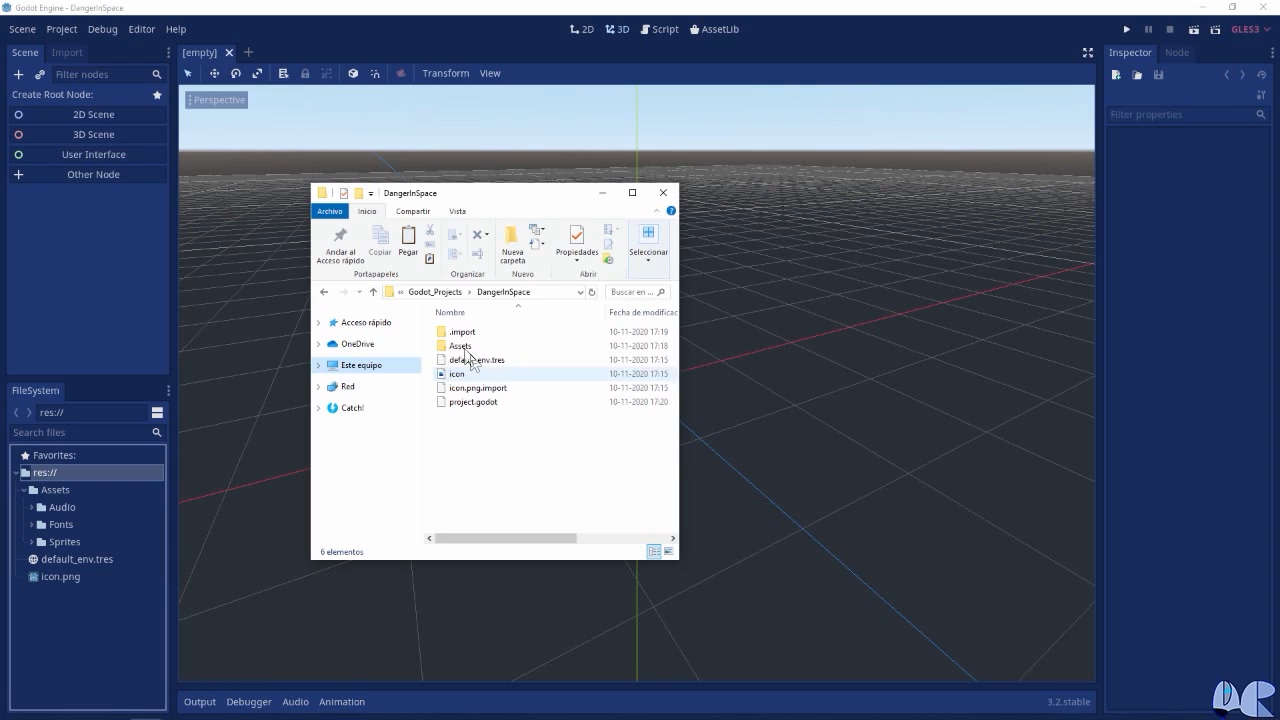 Godot Engine - DangerInSpace
Scene Project Debug Editor Help
2D 3D Script AssetLib
GLES3
Scene Import
[empty]
Inspector Node
Filter nodes
Transform View
Create Root Node:
Perspective
2D Scene
Filter properties
3D Scene
User Interface
Other Node
DangerInSpace
Archivo Inicio Compartir Vista
Anclar al Acceso rápido
Copiar
Pegar
Nueva carpeta
Propiedades
Seleccionar
Portapapeles Organizar Nuevo Abrir
« Godot_Projects › DangerInSpace
Buscar en ...
Nombre Fecha de modificac
Acceso rápido
OneDrive
Este equipo
Red
Catch!
.import 10-11-2020 17:19
Assets 10-11-2020 17:18
default_env.tres 10-11-2020 17:15
icon 10-11-2020 17:15
icon.png.import 10-11-2020 17:15
project.godot 10-11-2020 17:20
6 elementos
FileSystem
res://
Search files
Favorites:
res://
Assets
Audio
Fonts
Sprites
default_env.tres
icon.png
Output Debugger Audio Animation
3.2.stable
DR